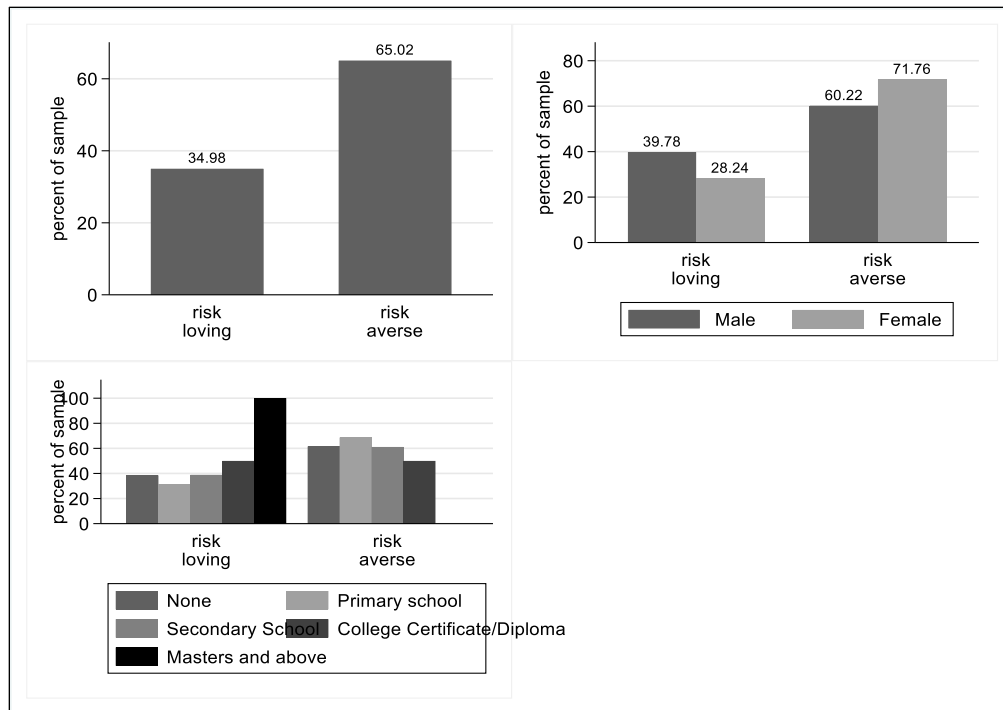 percent of sample
60
40
20
0
34.98
65.02
risk
loving
risk
averse
percent of sample
80
60
40
20
0
39.78
28.24
60.22
71.76
risk
loving
risk
averse
Male
Female
percent of sample
100
80
60
40
20
0
risk
loving
risk
averse
None
Primary school
Secondary School
College Certificate/Diploma
Masters and above